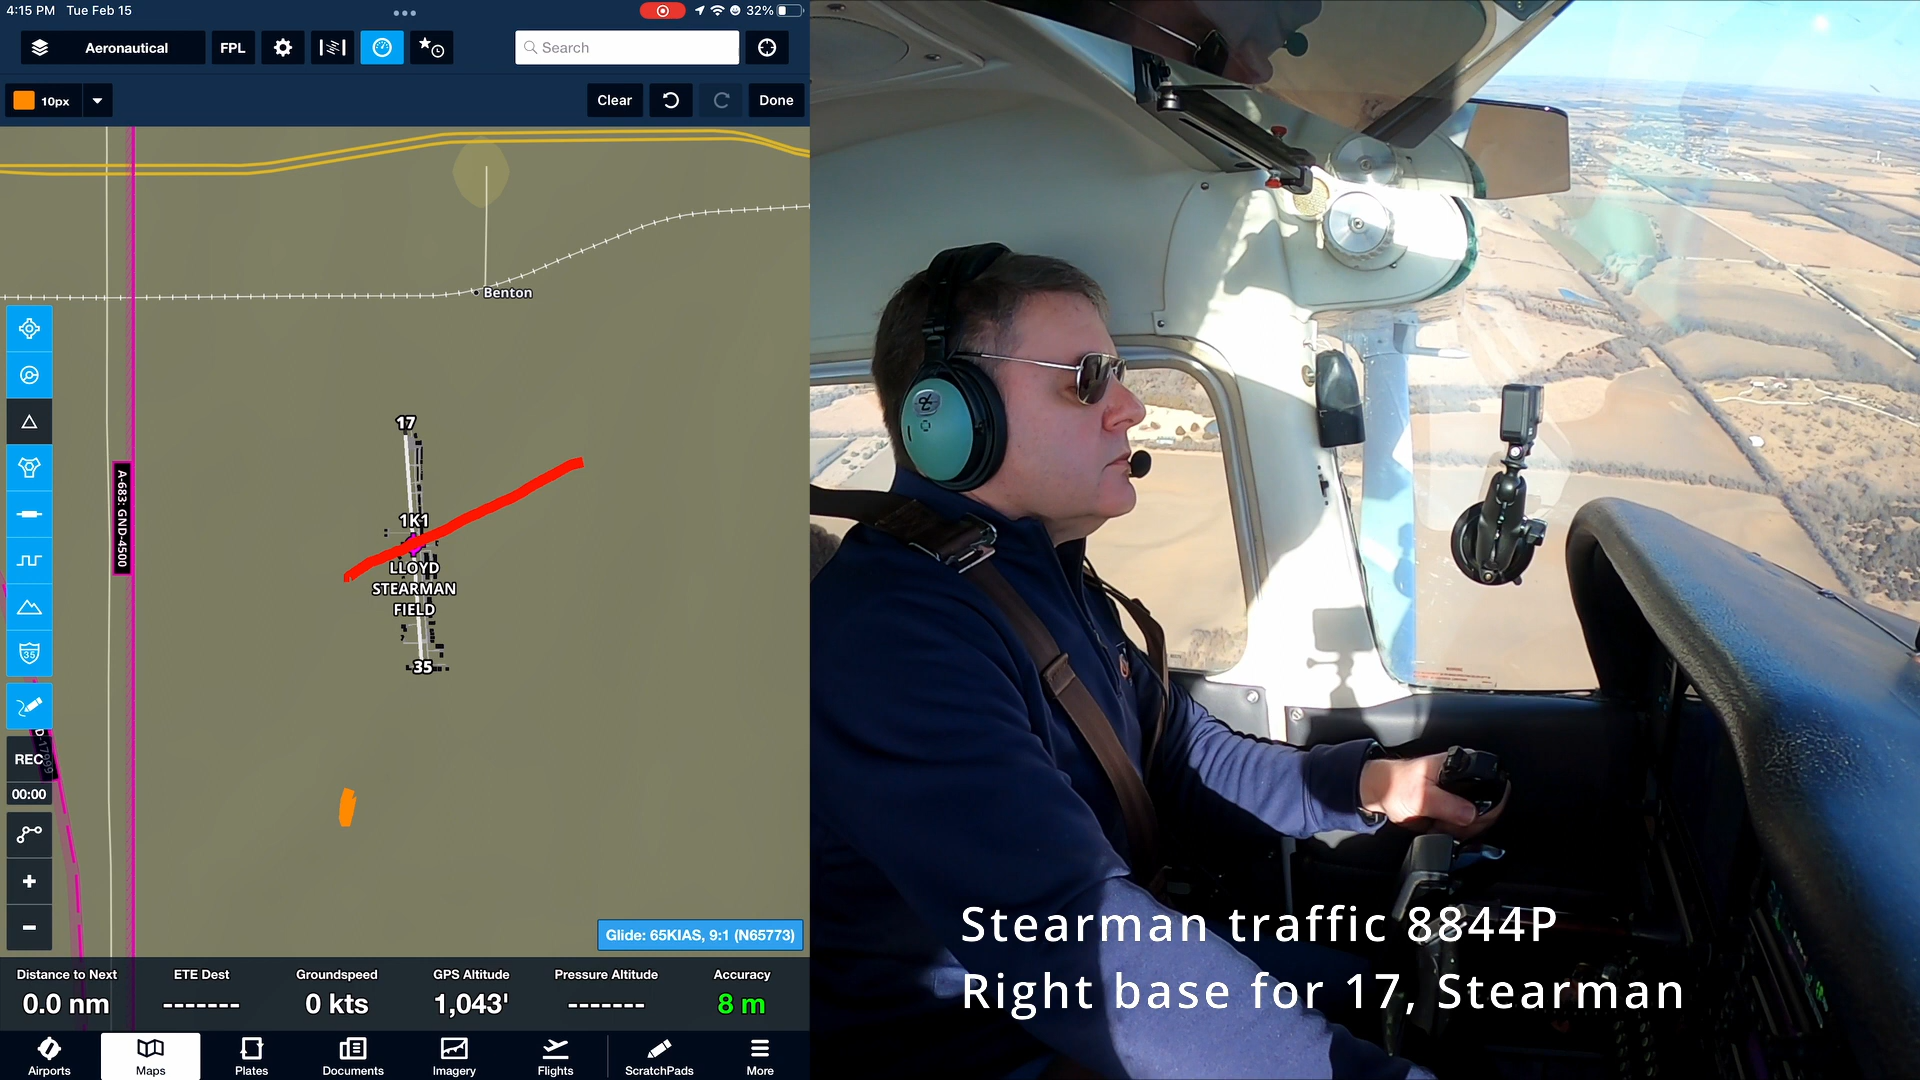 4:15 PM Tue Feb 15
32%
Aeronautical
FPL
Search
10px
Clear
Done
Benton
17
A-683: GND-4500
1K1
LLOYD
STEARMAN
FIELD
35
35
REC
00:00
Glide: 65KIAS, 9:1 (N65773)
Distance to Next
ETE Dest
Groundspeed
GPS Altitude
Pressure Altitude
Accuracy
0.0 nm
-------
0 kts
1,043'
-------
8 m
Airports
Maps
Plates
Documents
Imagery
Flights
ScratchPads
More
Stearman traffic 8844P
Right base for 17, Stearman